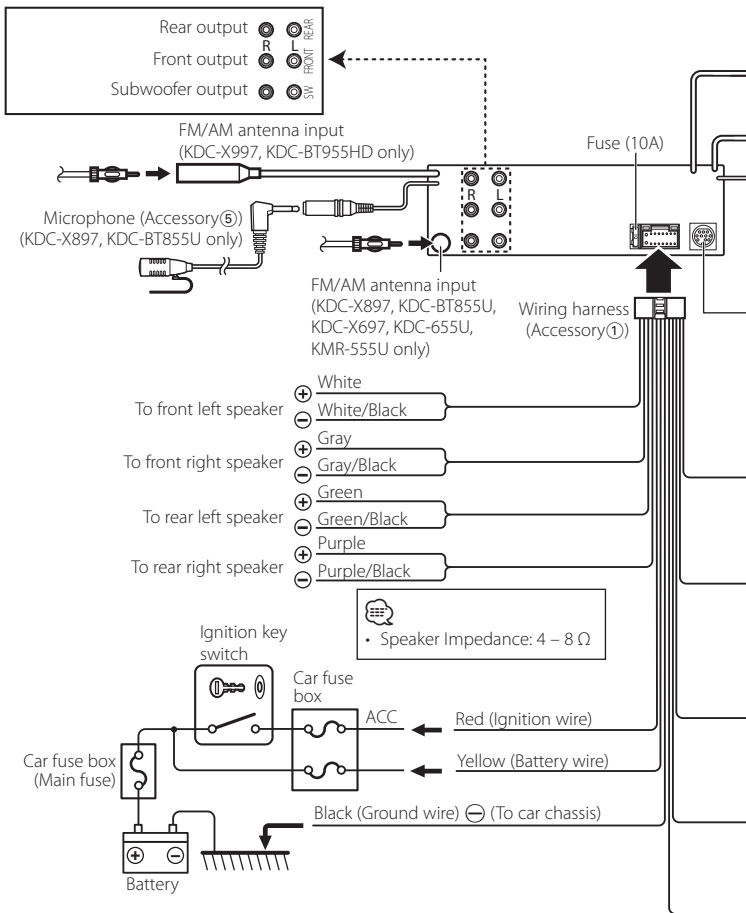 Rear output
Front output
Subwoofer output
R
L
REAR
FRONT
SW
FM/AM antenna input
(KDC-X997, KDC-BT955HD only)
Fuse (10A)
R
L
Microphone (Accessory⑤)
(KDC-X897, KDC-BT855U only)
FM/AM antenna input
(KDC-X897, KDC-BT855U,
KDC-X697, KDC-655U,
KMR-555U only)
Wiring harness
(Accessory①)
To front left speaker
⊕ White
⊖ White/Black
To front right speaker
⊕ Gray
⊖ Gray/Black
To rear left speaker
⊕ Green
⊖ Green/Black
To rear right speaker
⊕ Purple
⊖ Purple/Black
• Speaker Impedance: 4 – 8 Ω
Ignition key
switch
Car fuse
box
ACC
Red (Ignition wire)
Yellow (Battery wire)
Car fuse box
(Main fuse)
Black (Ground wire) ⊖ (To car chassis)
⊕ ⊖
Battery